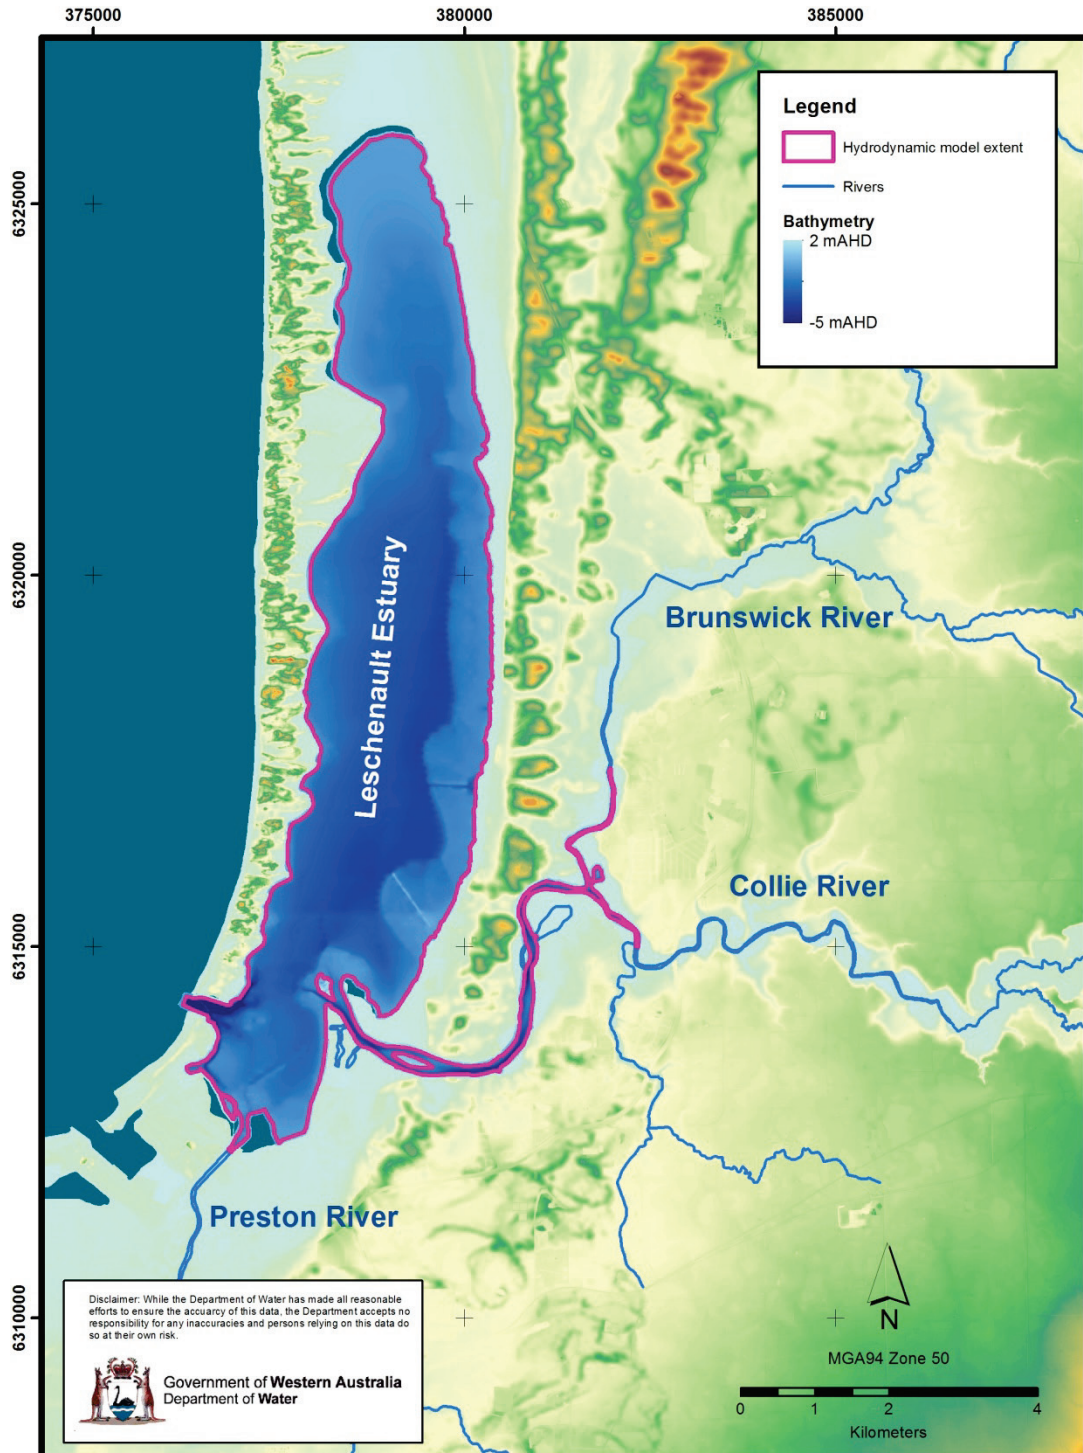 375000
380000
385000
6325000
6320000
6315000
6310000
Legend
Hydrodynamic model extent
Rivers
Bathymetry
2 mAHD
-5 mAHD
Leschenault Estuary
Brunswick River
Collie River
Preston River
Disclaimer: While the Department of Water has made all reasonable
efforts to ensure the accuarcy of this data, the Department accepts no
responsibility for any inaccuracies and persons relying on this data do
so at their own risk.
Government of Western Australia
Department of Water
N
MGA94 Zone 50
0 1 2 4
Kilometers